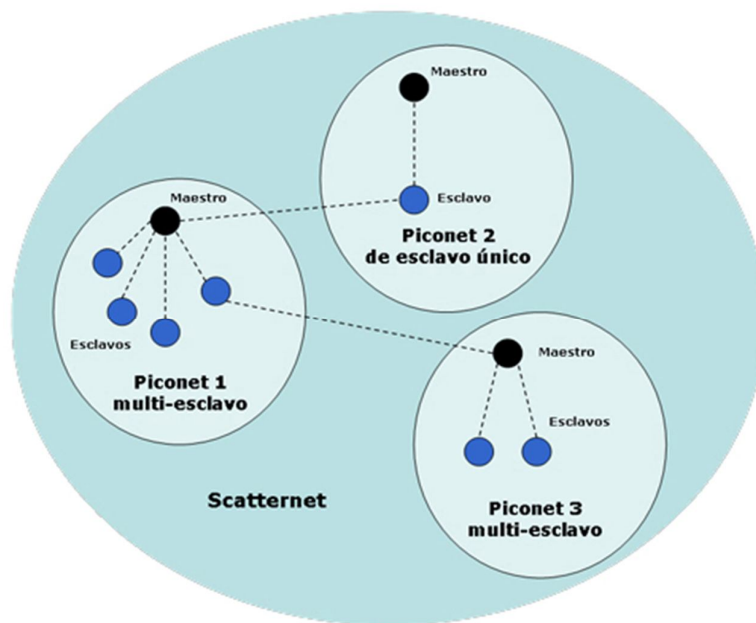 Maestro
Esclavo
Piconet 2
de esclavo único
Maestro
Esclavos
Piconet 1
multi-esclavo
Maestro
Esclavos
Piconet 3
multi-esclavo
Scatternet